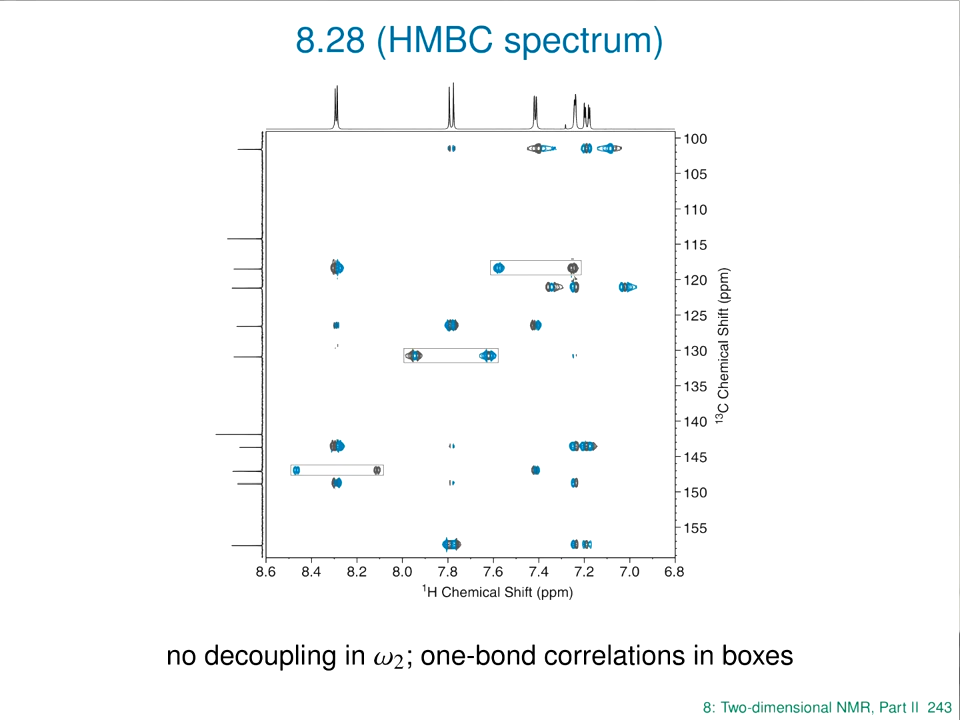 8.28 (HMBC spectrum)
100
105
110
115
120
125
130
135
140
145
150
155
13C Chemical Shift (ppm)
8.6 8.4 8.2 8.0 7.8 7.6 7.4 7.2 7.0 6.8
1H Chemical Shift (ppm)
no decoupling in ω2; one-bond correlations in boxes
8: Two-dimensional NMR, Part II 243